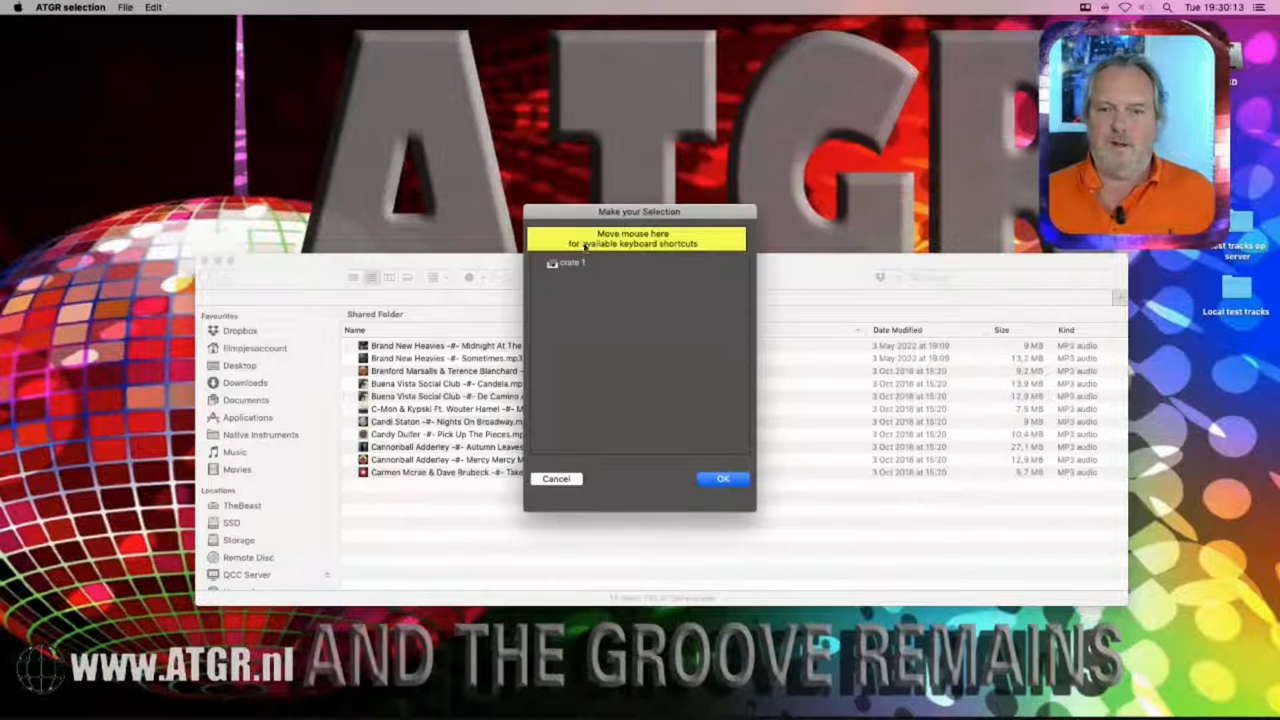 ATGR selection File Edit
Tue 19:30:13
ATGR
Make your Selection
Move mouse here
for available keyboard shortcuts
crate 1
Cancel
OK
Favourites
Dropbox
filmpjesaccount
Desktop
Downloads
Documents
Applications
Native Instruments
Music
Movies
Locations
TheBeast
SSD
Storage
Remote Disc
QCC Server
Shared Folder
Name Date Modified Size Kind
Brand New Heavies -#- Midnight At The 3 May 2022 at 19:09 9 MB MP3 audio
Brand New Heavies -#- Sometimes.mp3 3 May 2022 at 19:09 13,2 MB MP3 audio
Branford Marsalis & Terence Blanchard - 3 Oct 2018 at 15:20 9,2 MB MP3 audio
Buena Vista Social Club -#- Candela.mp 3 Oct 2018 at 15:20 13,9 MB MP3 audio
Buena Vista Social Club -#- De Camino 3 Oct 2018 at 15:20 12,9 MB MP3 audio
C-Mon & Kypski Ft. Wouter Hamel -#- M 3 Oct 2018 at 15:20 7,9 MB MP3 audio
Candi Staton -#- Nights On Broadway.m 3 Oct 2018 at 15:20 9 MB MP3 audio
Candy Dulfer -#- Pick Up The Pieces.mp 3 Oct 2018 at 15:20 10,4 MB MP3 audio
Cannonball Adderley -#- Autumn Leaves 3 Oct 2018 at 15:20 27,1 MB MP3 audio
Cannonball Adderley -#- Mercy Mercy M 3 Oct 2018 at 15:20 12,9 MB MP3 audio
Carmen Mcrae & Dave Brubeck -#- Take 3 Oct 2018 at 15:20 6,7 MB MP3 audio
test tracks op
server
Local test tracks
www.ATGR.nl
AND THE GROOVE REMAINS